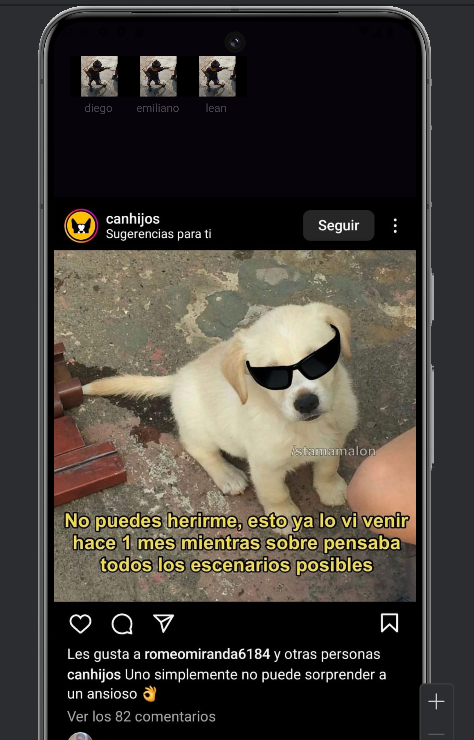 diego emiliano lean
canhijos
Sugerencias para ti
Seguir
/stamamalon
No puedes herirme, esto ya lo vi venir
hace 1 mes mientras sobre pensaba
todos los escenarios posibles
Les gusta a romeomiranda6184 y otras personas
canhijos Uno simplemente no puede sorprender a
un ansioso 👌
Ver los 82 comentarios